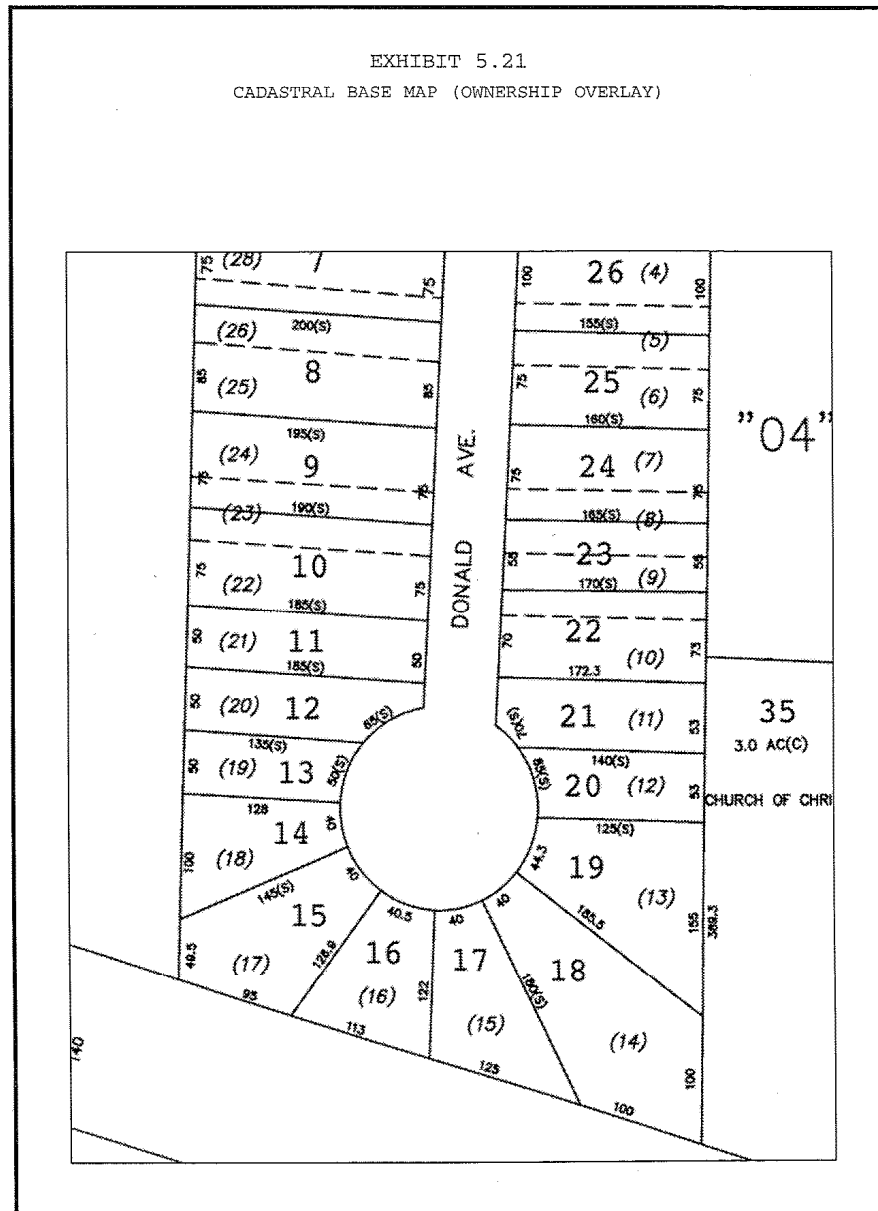 EXHIBIT 5.21
CADASTRAL BASE MAP (OWNERSHIP OVERLAY)
75 (28) 7 75
100 26 (4) 100
200(S)
155(S)
(26)
(5)
85 (25) 8 85
75 25 (6) 75
195(S)
160(S)
"04"
(24)
75 9 75
75 24 (7) 75
190(S)
165(S)
(23)
(8)
DONALD AVE.
55 23 55
75 (22) 10 75
170(S) (9)
185(S)
70 22 (10) 73
50 (21) 11 50
185(S)
172.3
50 (20) 12 65(S)
70(S) 21 (11) 53
35
3.0 AC(C)
CHURCH OF CHRI
135(S)
140(S)
50 (19) 13 50(S)
85(S) 20 (12) 53
128
125(S)
100 (18) 14 40
44.3 19 (13) 155 389.3
145(S)
40
40.5
40
40
185.5
49.5 (17) 15
128.9
16
(16)
122
17
(15)
180(S)
18
(14)
100
93
113
125
100
140